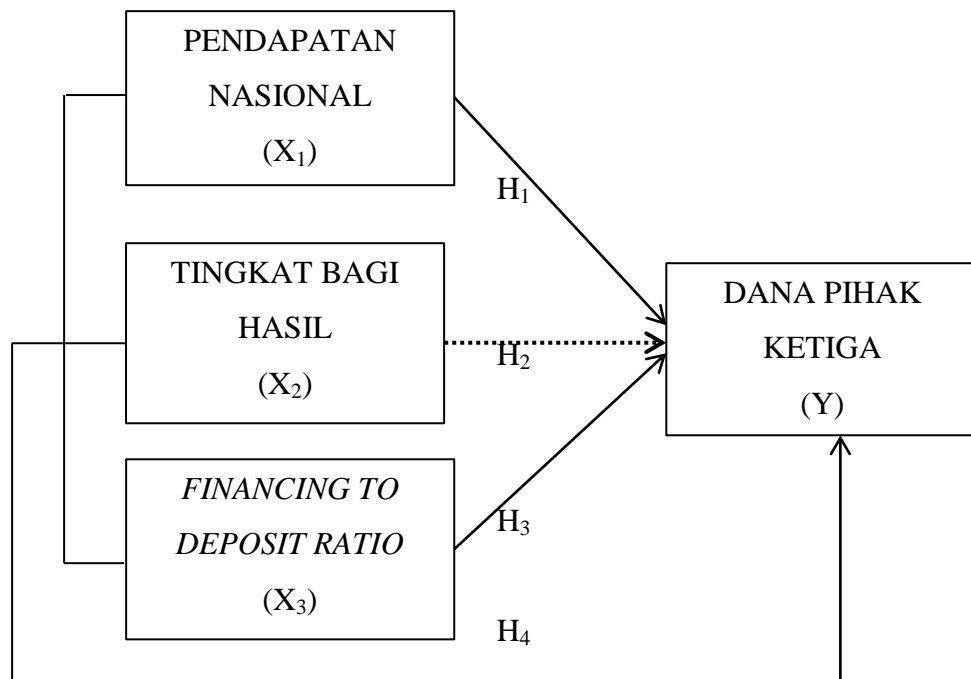 PENDAPATAN
NASIONAL
(X₁)
H₁
TINGKAT BAGI
HASIL
(X₂)
H₂
DANA PIHAK
KETIGA
(Y)
FINANCING TO
DEPOSIT RATIO
(X₃)
H₃
H₄